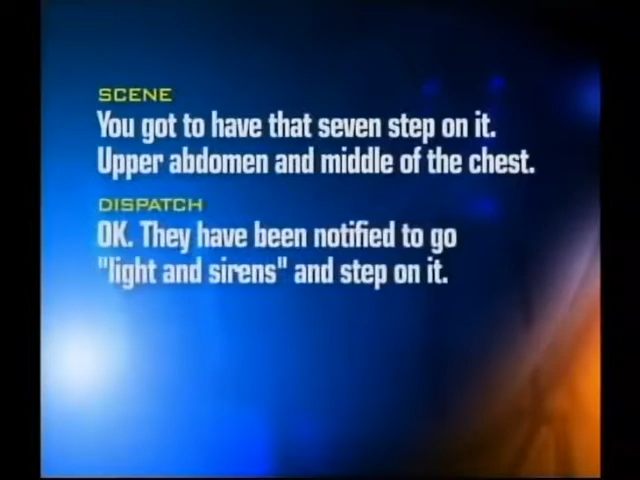 SCENE
You got to have that seven step on it.
Upper abdomen and middle of the chest.
DISPATCH
OK. They have been notified to go
"light and sirens" and step on it.